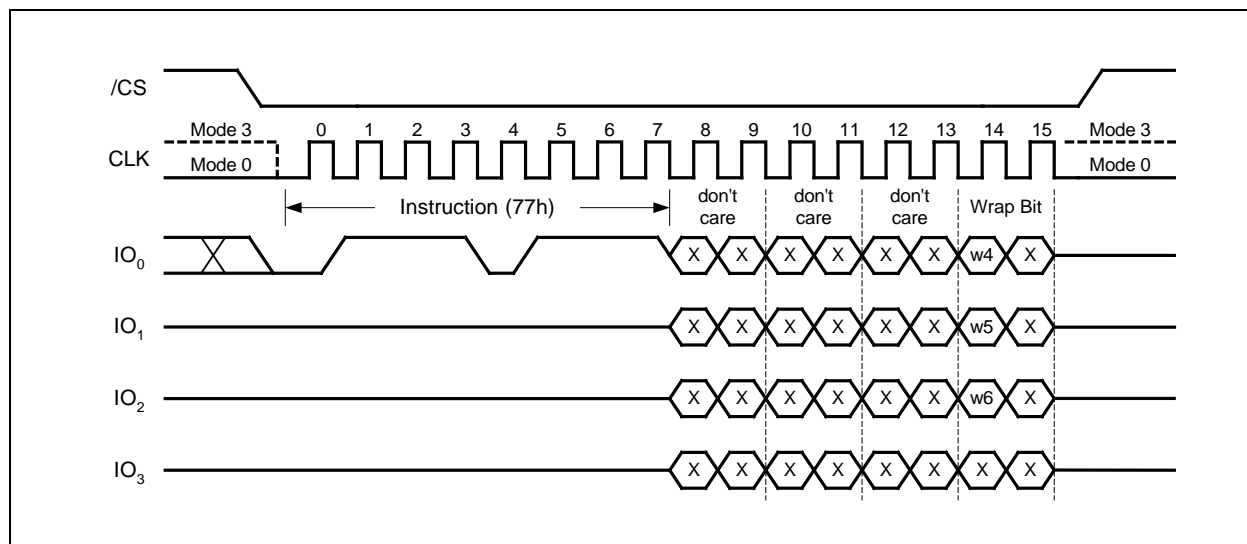 /CS
Mode 3 0 1 2 3 4 5 6 7 8 9 10 11 12 13 14 15 Mode 3
CLK
Mode 0 Mode 0
Instruction (77h) don't care don't care don't care Wrap Bit
IO0 X X X X X X w4 X
IO1 X X X X X X w5 X
IO2 X X X X X X w6 X
IO3 X X X X X X X X